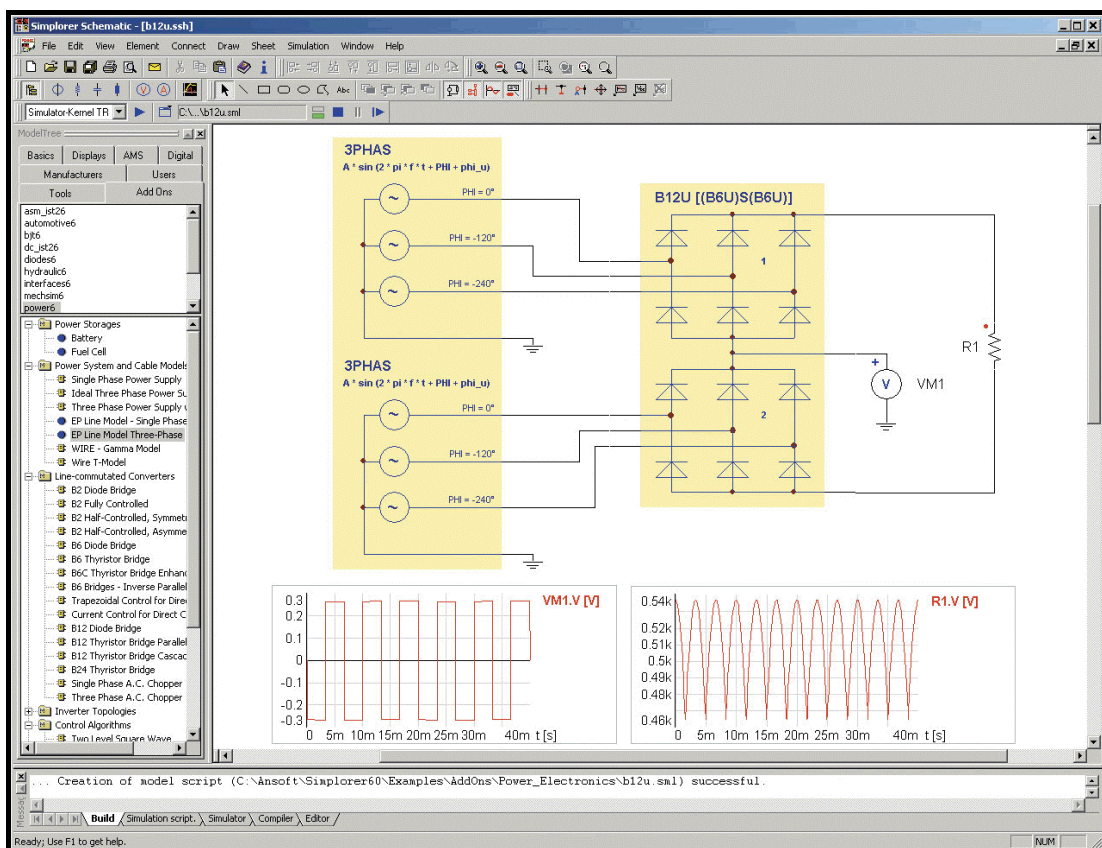 Simplorer Schematic - [b12u.ssh]
File Edit View Element Connect Draw Sheet Simulation Window Help
Abc
Simulator-Kernel TR
C:\...\b12u.sml
ModelTree
Basics Displays AMS Digital
Manufacturers Users
Tools Add Ons
asm_ist26
automotive6
bjt6
dc_ist26
diodes6
hydraulic6
interfaces6
mechsim6
power6
Power Storages
Battery
Fuel Cell
Power System and Cable Models
Single Phase Power Supply
Ideal Three Phase Power Su
Three Phase Power Supply
EP Line Model - Single Phase
EP Line Model Three-Phase
WIRE - Gamma Model
Wire T-Model
Line-commutated Converters
B2 Diode Bridge
B2 Fully Controlled
B2 Half-Controlled, Symmetr
B2 Half-Controlled, Asymme
B6 Diode Bridge
B6 Thyristor Bridge
B6C Thyristor Bridge Enhanc
B6 Bridges - Inverse Parallel
Trapezoidal Control for Dire
Current Control for Direct C
B12 Diode Bridge
B12 Thyristor Bridge Parallel
B12 Thyristor Bridge Cascac
B24 Thyristor Bridge
Single Phase A.C. Chopper
Three Phase A.C. Chopper
Inverter Topologies
Control Algorithms
Two Level Square Wave
3PHAS
A * sin (2 * pi * f * t + PHI + phi_u)
PHI = 0°
PHI = -120°
PHI = -240°
B12U [(B6U)S(B6U)]
1
3PHAS
A * sin (2 * pi * f * t + PHI + phi_u)
PHI = 0°
PHI = -120°
PHI = -240°
2
+
V
VM1
R1
VM1.V [V]
0.3
0.2
0.1
0
-0.1
-0.2
-0.3
0 5m 10m 15m 20m 25m 30m 40m t [s]
R1.V [V]
0.54k
0.53k
0.52k
0.51k
0.5k
0.49k
0.48k
0.46k
0 5m 10m 15m 20m 25m 30m 40m t [s]
... Creation of model script (C:\Ansoft\Simplorer60\Examples\AddOns\Power_Electronics\b12u.sml) successful.
Build Simulation script. Simulator Compiler Editor
Ready; Use F1 to get help.
NUM